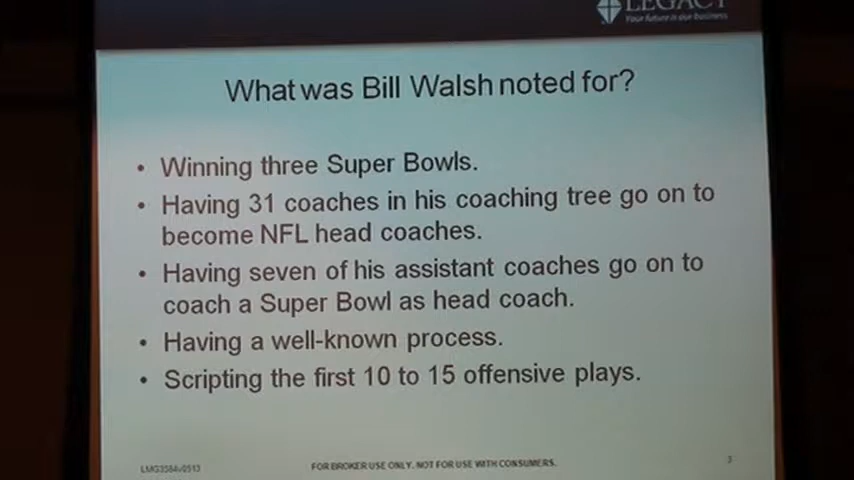 LEGACY
Your future is our business
What was Bill Walsh noted for?
• Winning three Super Bowls.
• Having 31 coaches in his coaching tree go on to
become NFL head coaches.
• Having seven of his assistant coaches go on to
coach a Super Bowl as head coach.
• Having a well-known process.
• Scripting the first 10 to 15 offensive plays.
LMG3584v0513
FOR BROKER USE ONLY. NOT FOR USE WITH CONSUMERS.
3